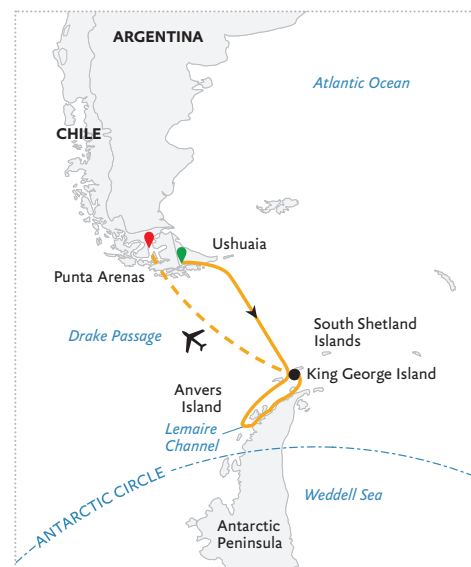 ARGENTINA
Atlantic Ocean
CHILE
Ushuaia
Punta Arenas
Drake Passage
South Shetland
Islands
King George Island
Anvers
Island
Lemaire
Channel
ANTARCTIC CIRCLE
Weddell Sea
Antarctic
Peninsula